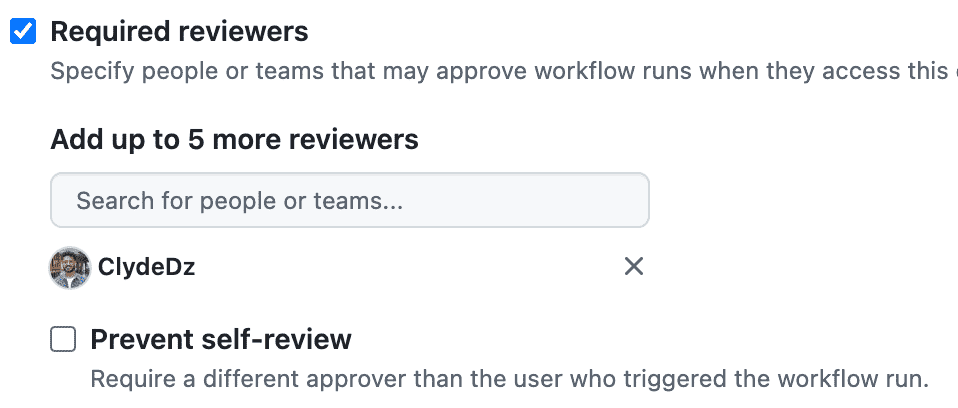 Required reviewers
Specify people or teams that may approve workflow runs when they access this
Add up to 5 more reviewers
Search for people or teams...
ClydeDz
Prevent self-review
Require a different approver than the user who triggered the workflow run.